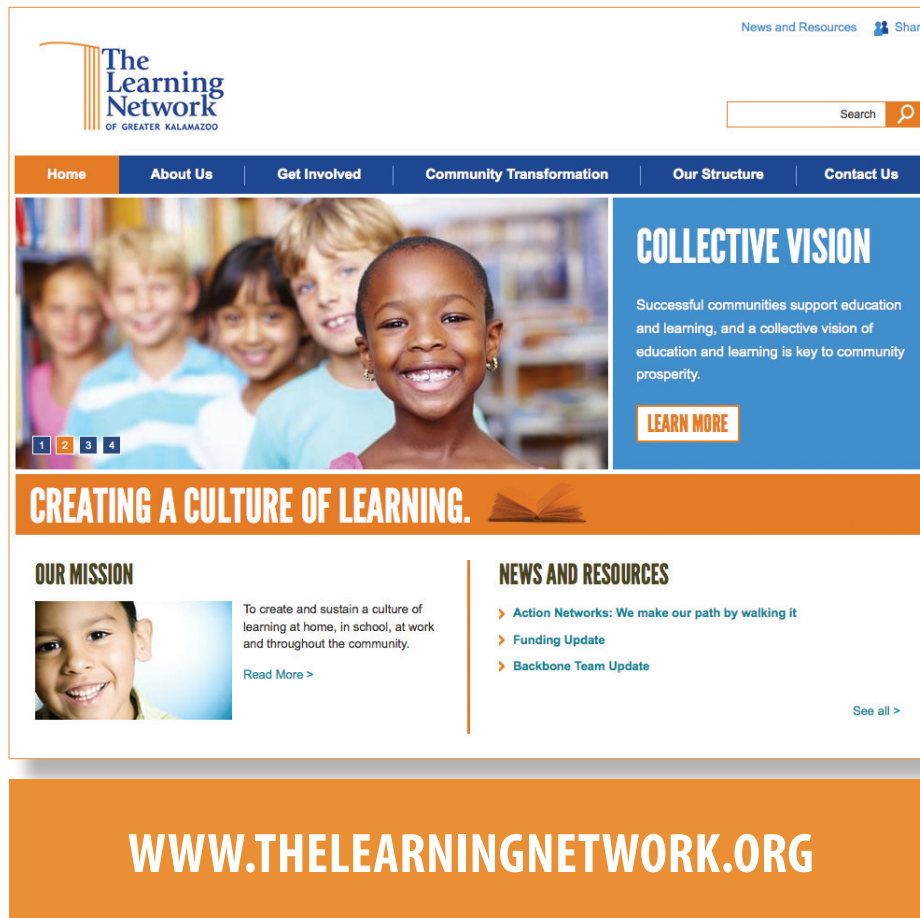 News and Resources
The
Learning
Network
OF GREATER KALAMAZOO
Search
Home About Us Get Involved Community Transformation Our Structure Contact Us
COLLECTIVE VISION
Successful communities support education
and learning, and a collective vision of
education and learning is key to community
prosperity.
LEARN MORE
1 2 3 4
CREATING A CULTURE OF LEARNING.
OUR MISSION
To create and sustain a culture of
learning at home, in school, at work
and throughout the community.
Read More >
NEWS AND RESOURCES
Action Networks: We make our path by walking it
Funding Update
Backbone Team Update
See all >
WWW.THELEARNINGNETWORK.ORG